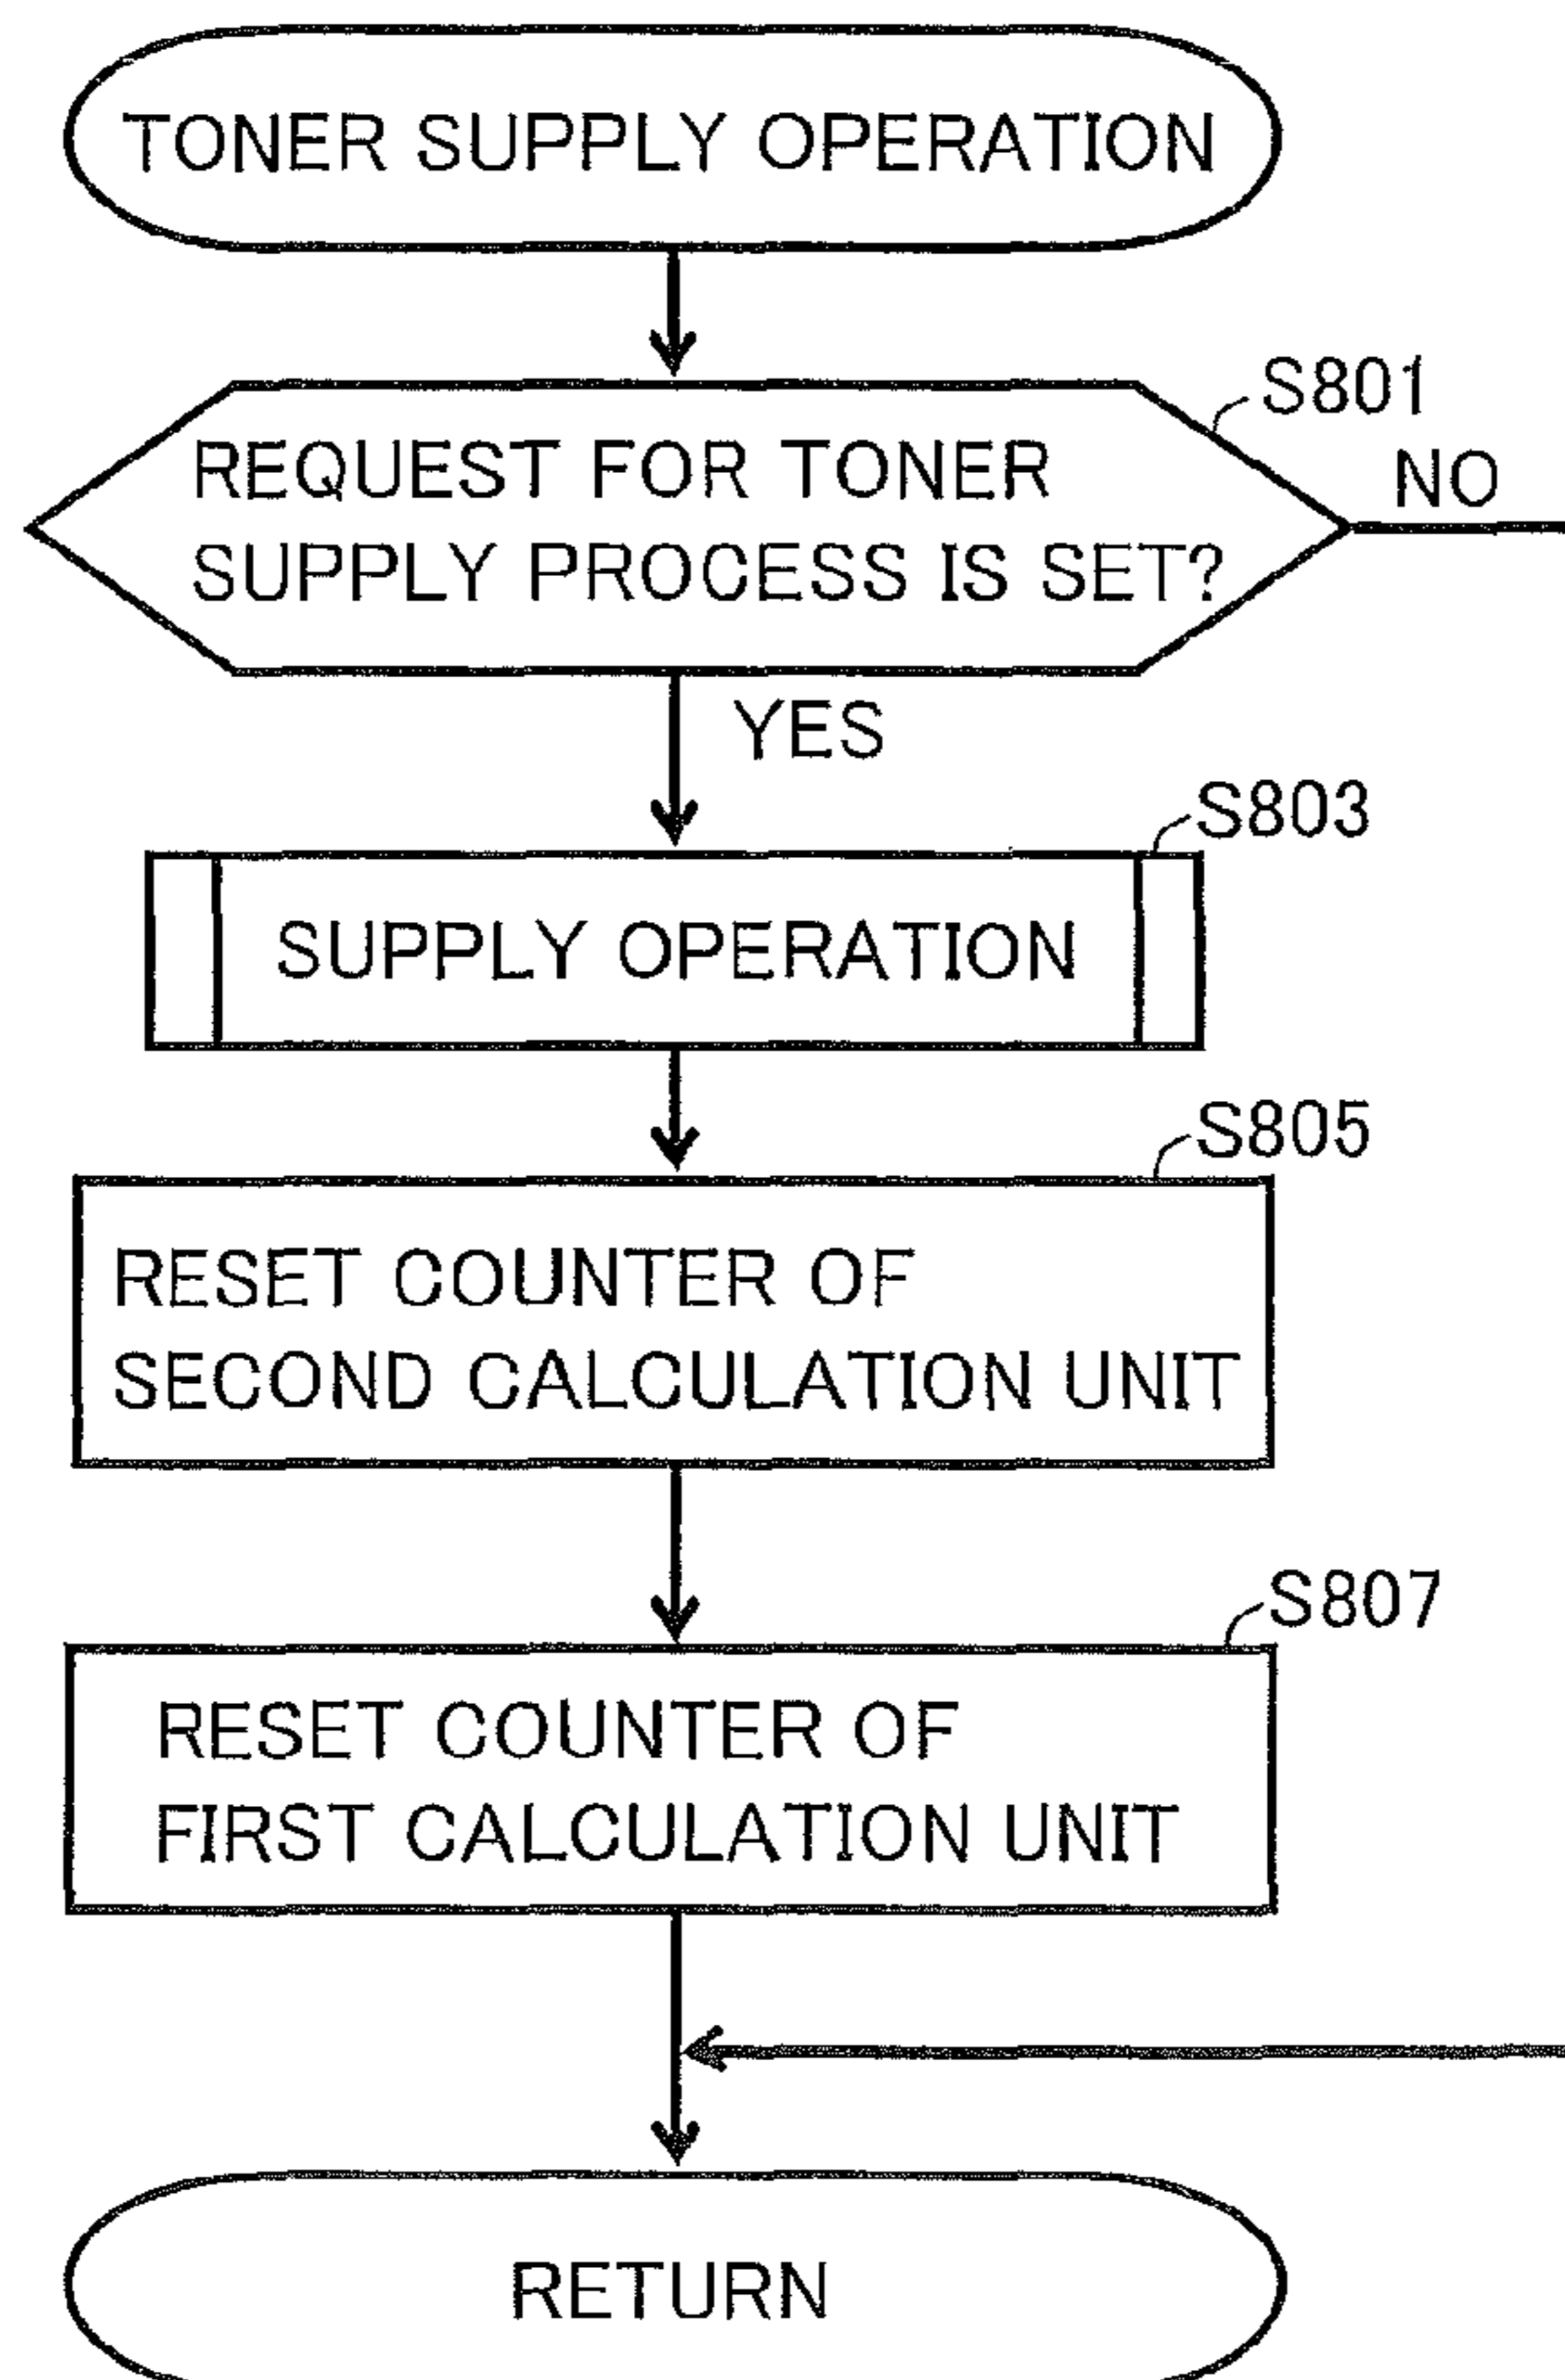 TONER SUPPLY OPERATION
S801
REQUEST FOR TONER
SUPPLY PROCESS IS SET?
NO
YES
S803
SUPPLY OPERATION
S805
RESET COUNTER OF
SECOND CALCULATION UNIT
S807
RESET COUNTER OF
FIRST CALCULATION UNIT
RETURN